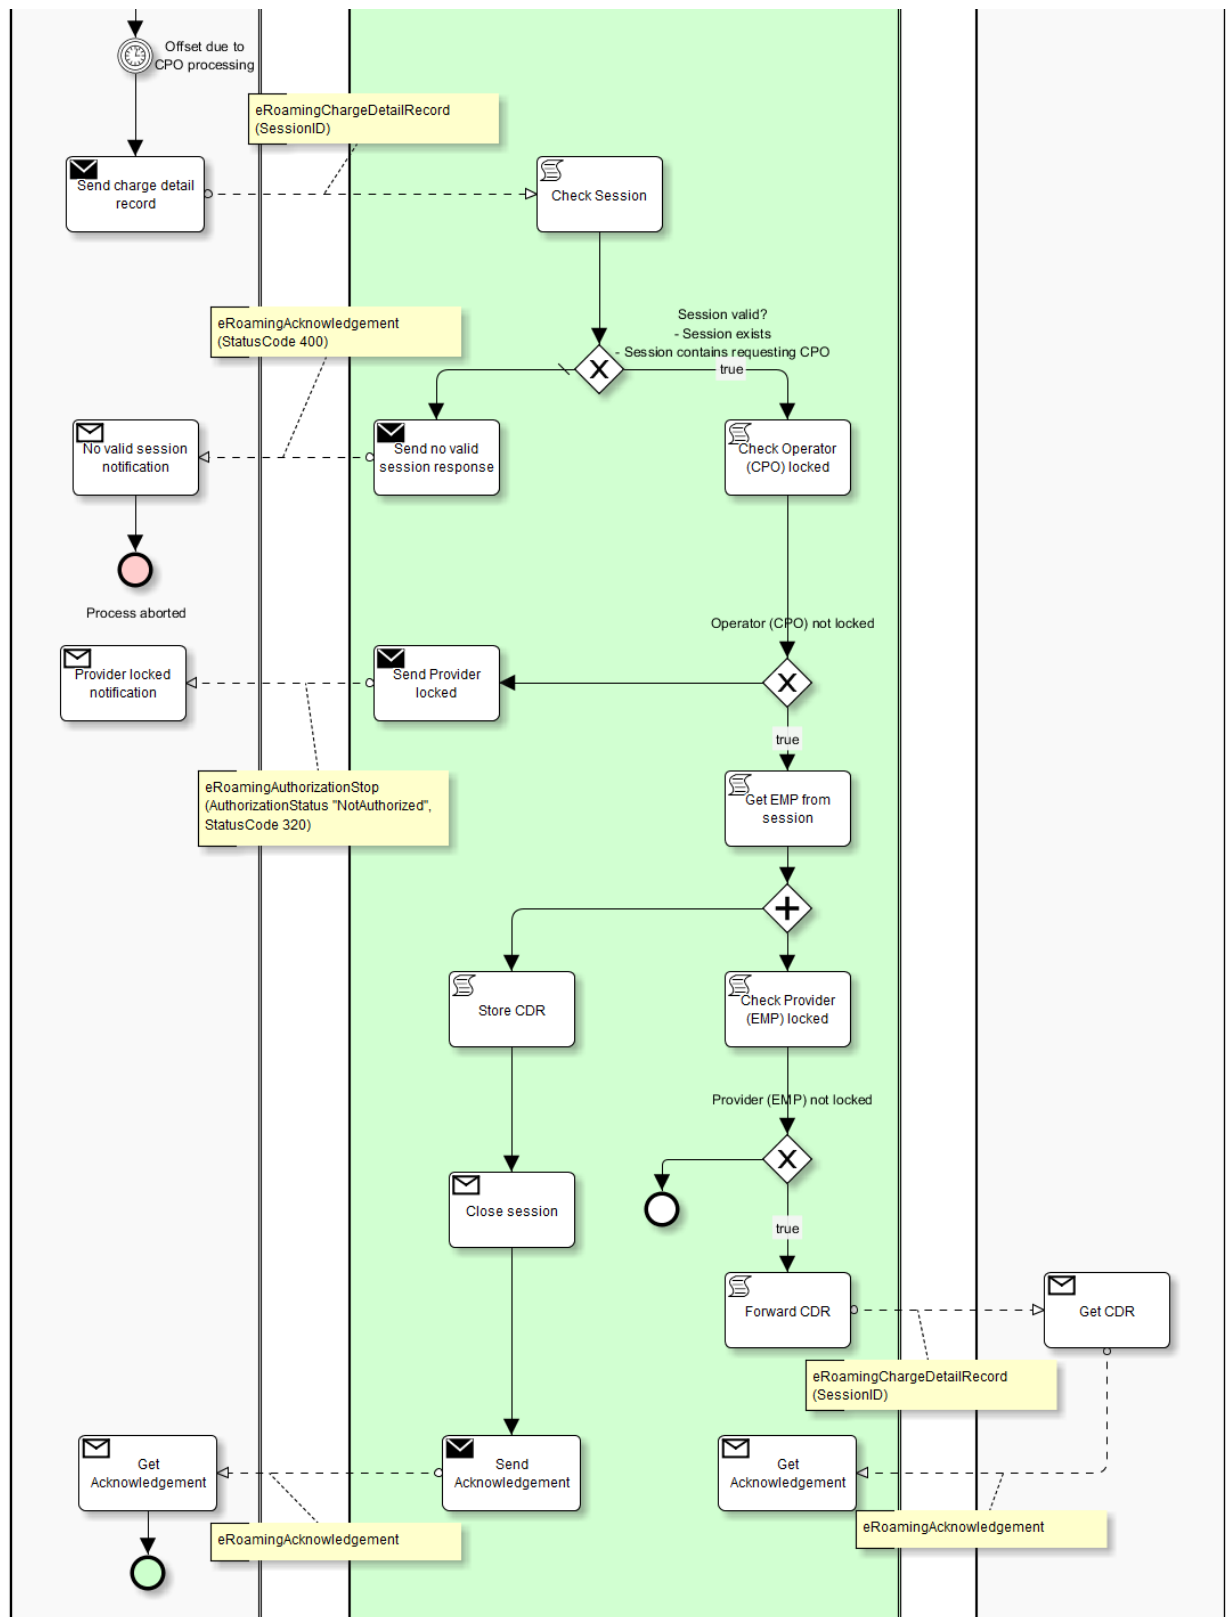 Offset due to
CPO processing
eRoamingChargeDetailRecord
(SessionID)
Send charge detail
record
Check Session
eRoamingAcknowledgement
(StatusCode 400)
Session valid?
- Session exists
- Session contains requesting CPO
true
No valid session
notification
Send no valid
session response
Check Operator
(CPO) locked
Process aborted
Operator (CPO) not locked
Provider locked
notification
Send Provider
locked
true
eRoamingAuthorizationStop
(AuthorizationStatus "NotAuthorized",
StatusCode 320)
Get EMP from
session
Store CDR
Check Provider
(EMP) locked
Provider (EMP) not locked
Close session
true
Forward CDR
Get CDR
eRoamingChargeDetailRecord
(SessionID)
Get
Acknowledgement
Send
Acknowledgement
Get
Acknowledgement
eRoamingAcknowledgement
eRoamingAcknowledgement